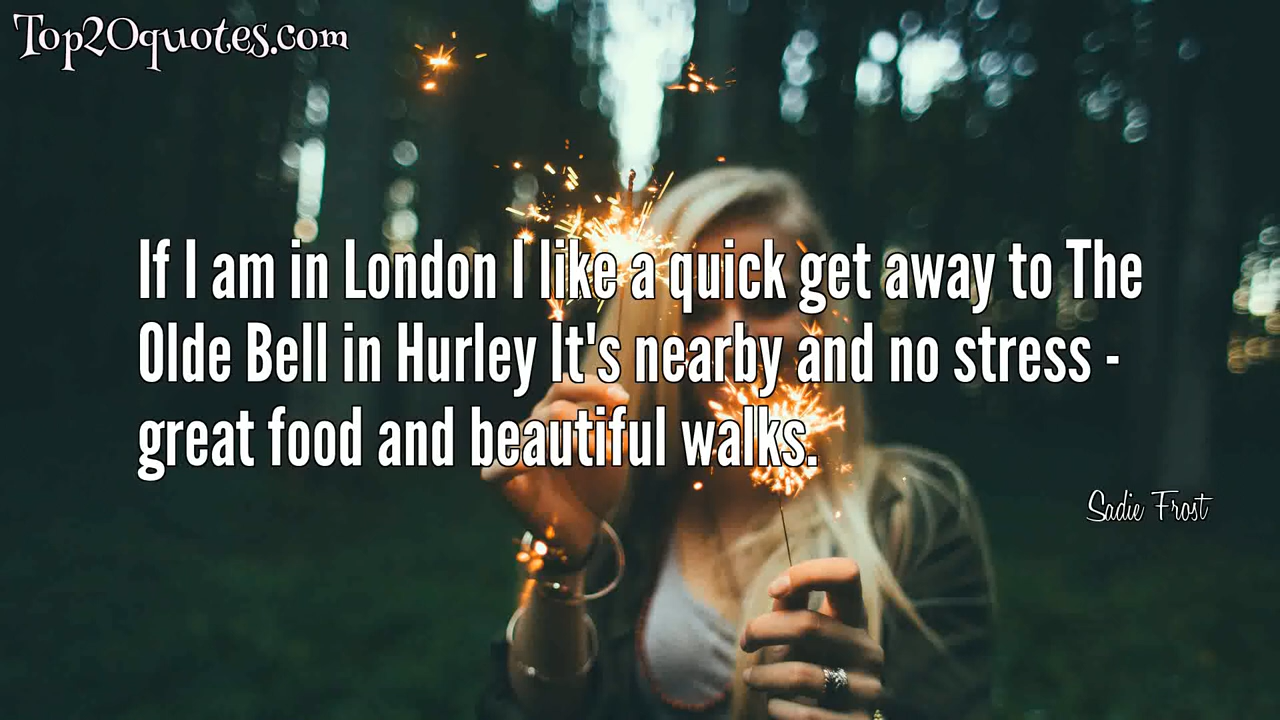 Top20quotes.com
If I am in London I like a quick get away to The
Olde Bell in Hurley It's nearby and no stress -
great food and beautiful walks.
Sadie Frost